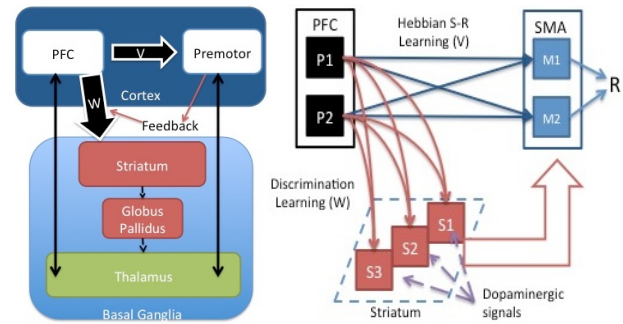 PFC
V
Premotor
W
Cortex
Feedback
Striatum
Globus
Pallidus
Thalamus
Basal Ganglia
PFC
Hebbian S-R
Learning (V)
SMA
P1
M1
R
P2
M2
Discrimination
Learning (W)
S1
S2
S3
Dopaminergic
signals
Striatum